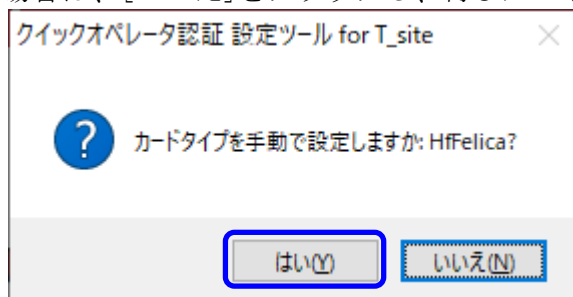 クイックオペレータ認証 設定ツール for T_site
カードタイプを手動で設定しますか: HfFelica?
はい(Y)
いいえ(N)